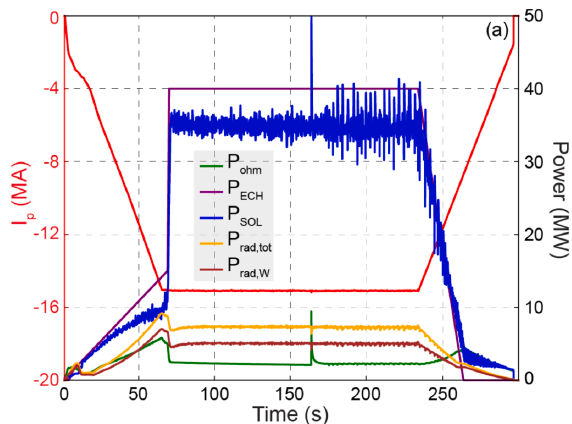 (a)
0
-4
-8
-12
-16
-20
I_p (MA)
50
40
30
20
10
0
Power (MW)
P_ohm
P_ECH
P_SOL
P_rad,tot
P_rad,W
0 50 100 150 200 250
Time (s)